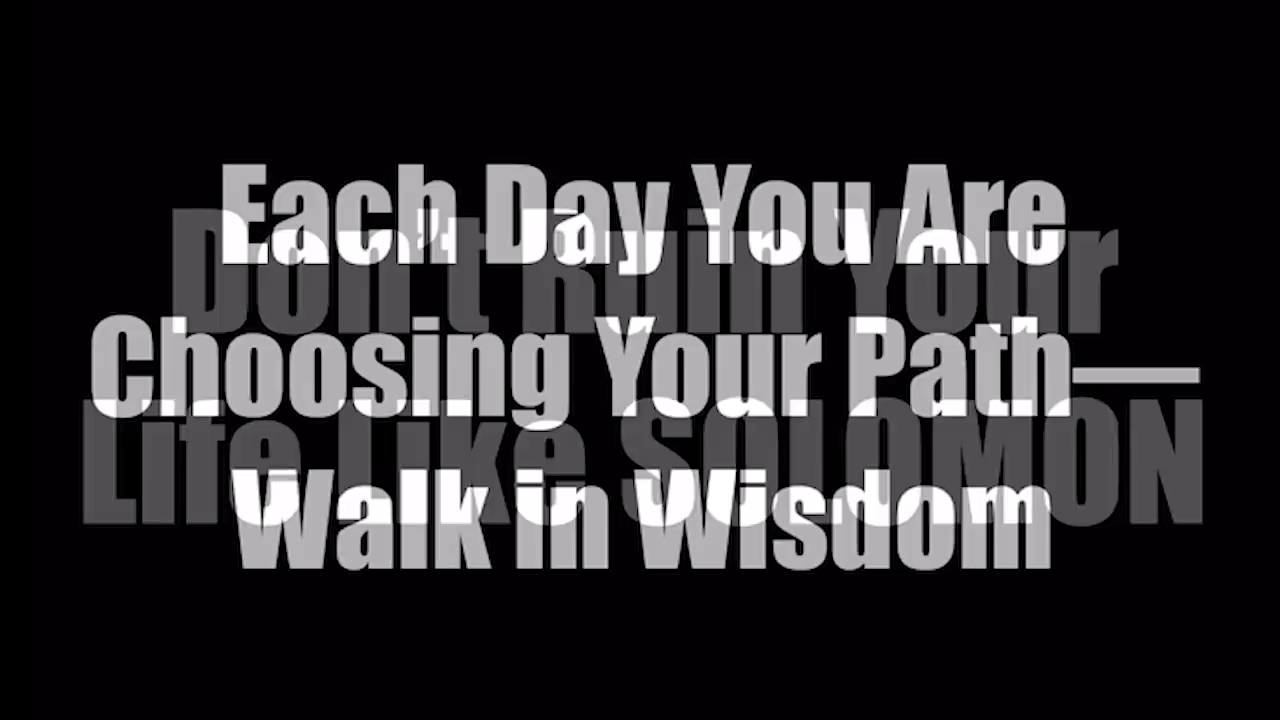 Each Day You Are
Choosing Your Path—
Walk in Wisdom
Don't Ruin Your
Life Like SOLOMON